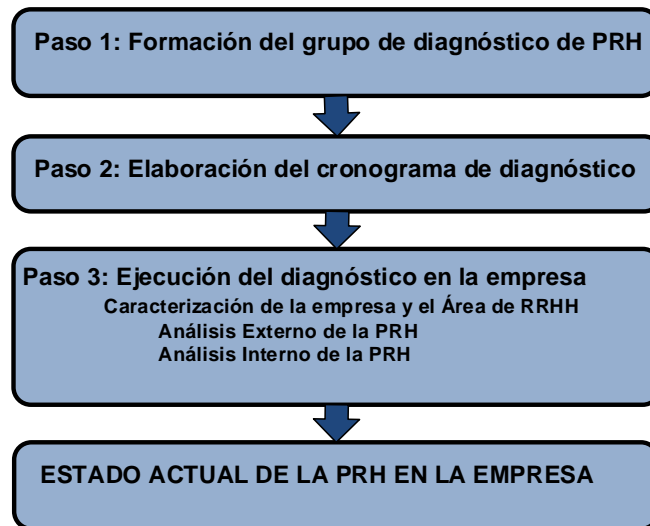 Paso 1: Formación del grupo de diagnóstico de PRH
Paso 2: Elaboración del cronograma de diagnóstico
Paso 3: Ejecución del diagnóstico en la empresa
Caracterización de la empresa y el Área de RRHH
Análisis Externo de la PRH
Análisis Interno de la PRH
ESTADO ACTUAL DE LA PRH EN LA EMPRESA